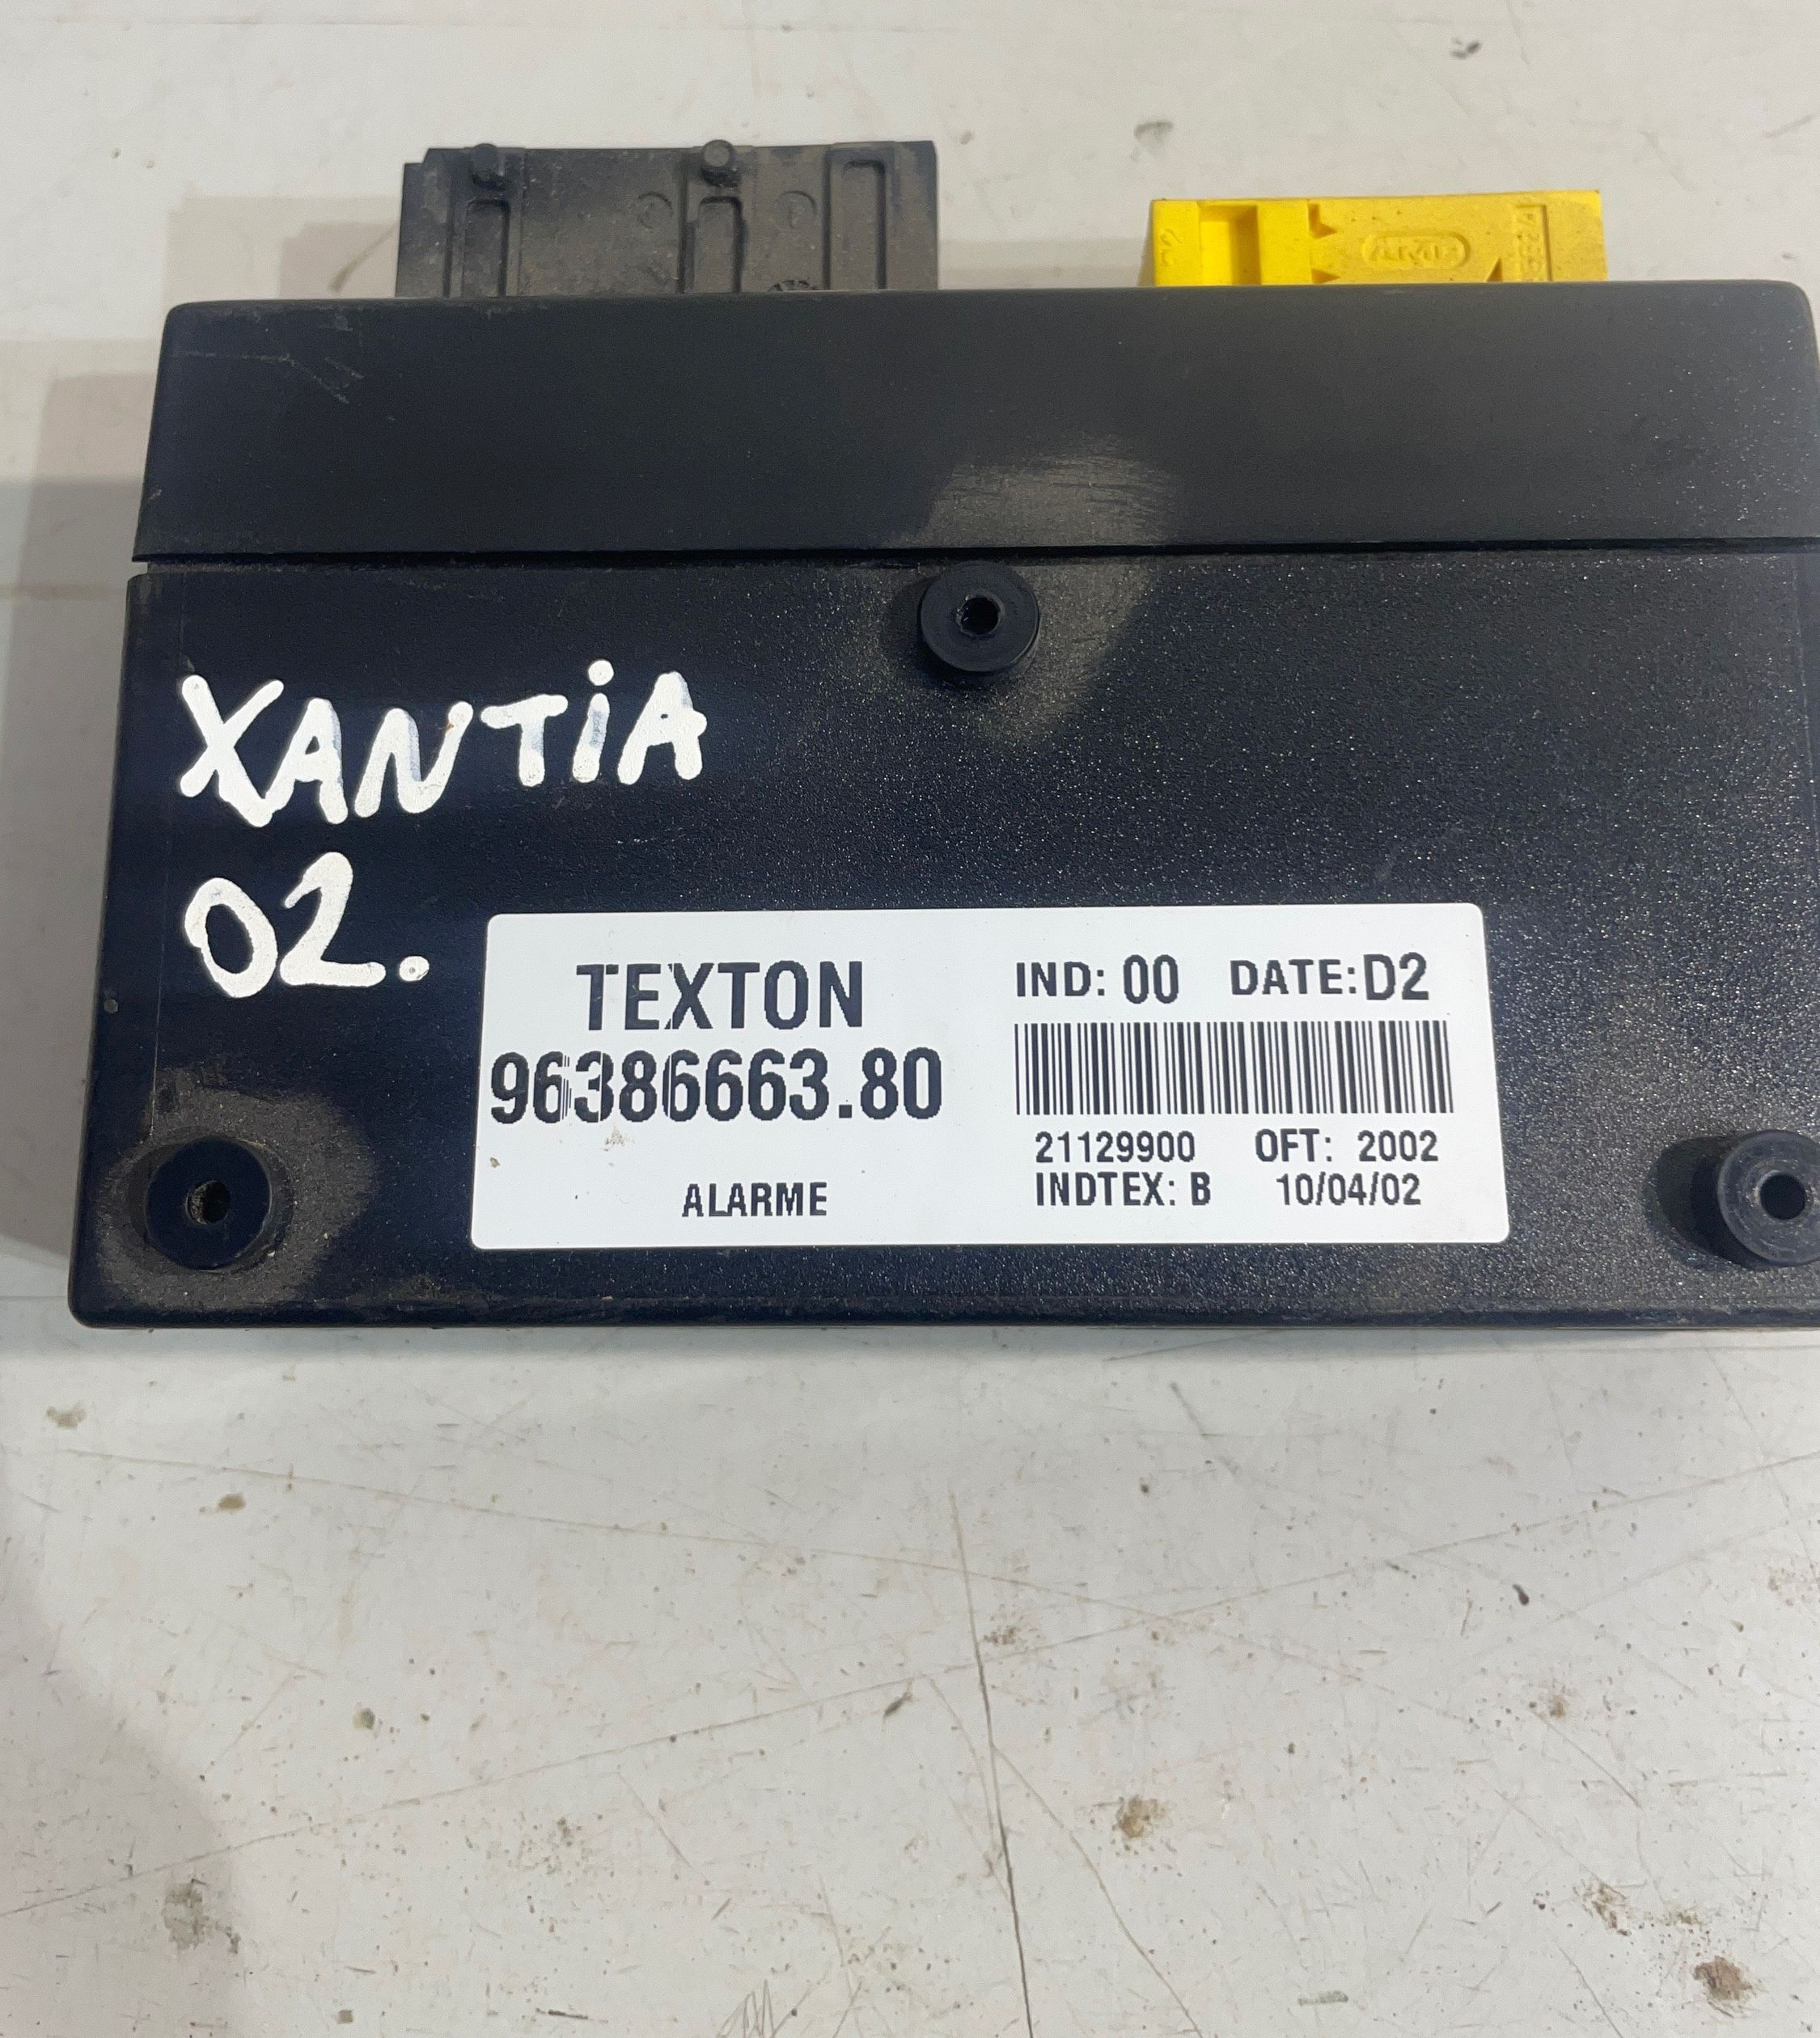 XANTiA
02.
TEXTON
96386663.80
ALARME
IND: 00 DATE: D2
21129900 OFT: 2002
INDTEX: B 10/04/02